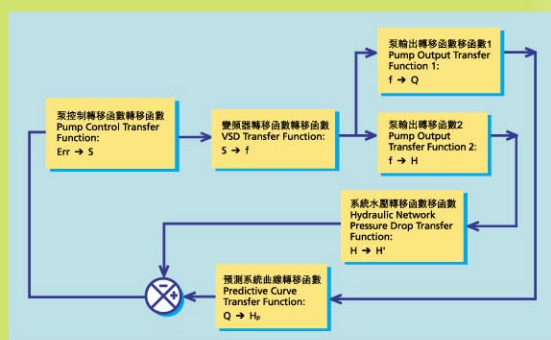 泵輸出轉移函數移函數1
Pump Output Transfer
Function 1:
f → Q
泵控制轉移函數轉移函數
Pump Control Transfer
Function:
Err → S
變頻器轉移函數轉移函數
VSD Transfer Function:
S → f
泵輸出轉移函數2
Pump Output
Transfer Function 2:
f → H
系統水壓轉移函數移函數
Hydraulic Network
Pressure Drop Transfer
Function:
H → H'
預測系統曲線轉移函數
Predictive Curve
Transfer Function:
Q → Hp
− +